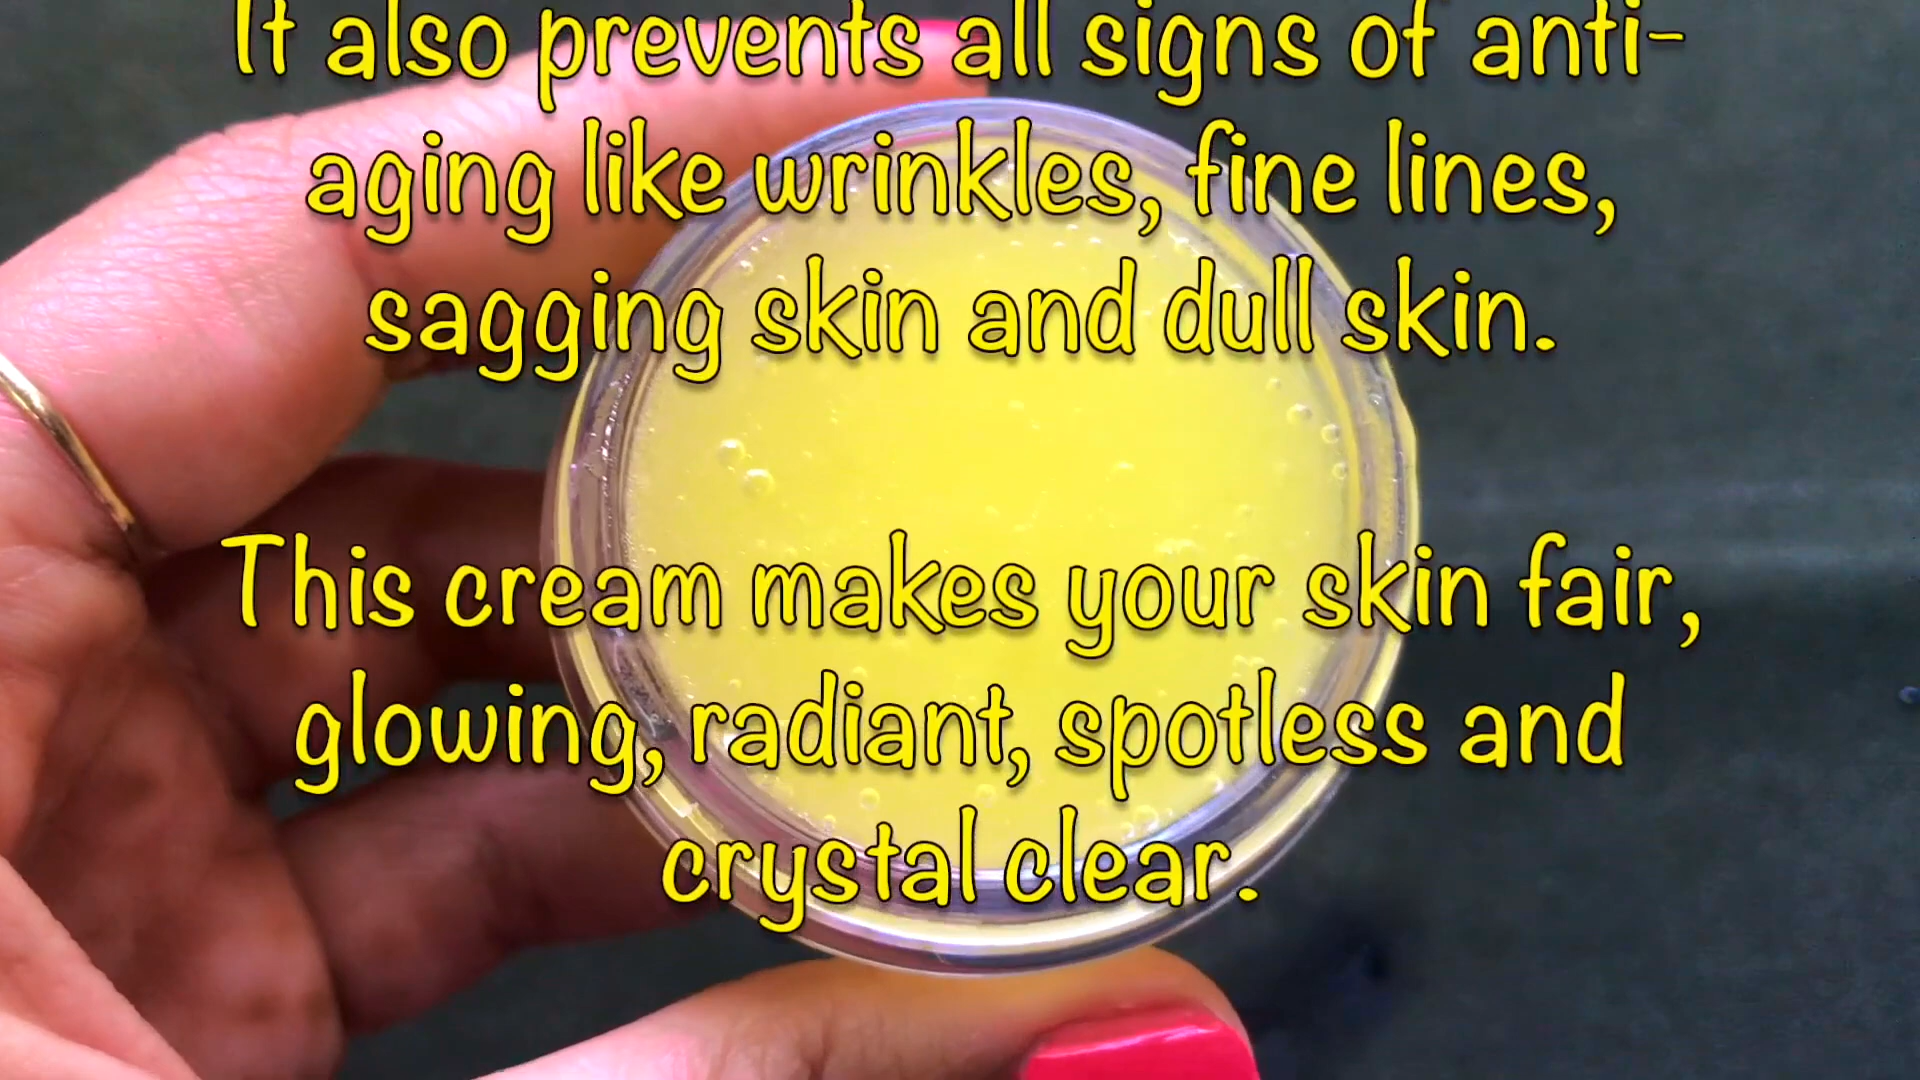 It also prevents all signs of anti-
aging like wrinkles, fine lines,
sagging skin and dull skin.
This cream makes your skin fair,
glowing, radiant, spotless and
crystal clear.